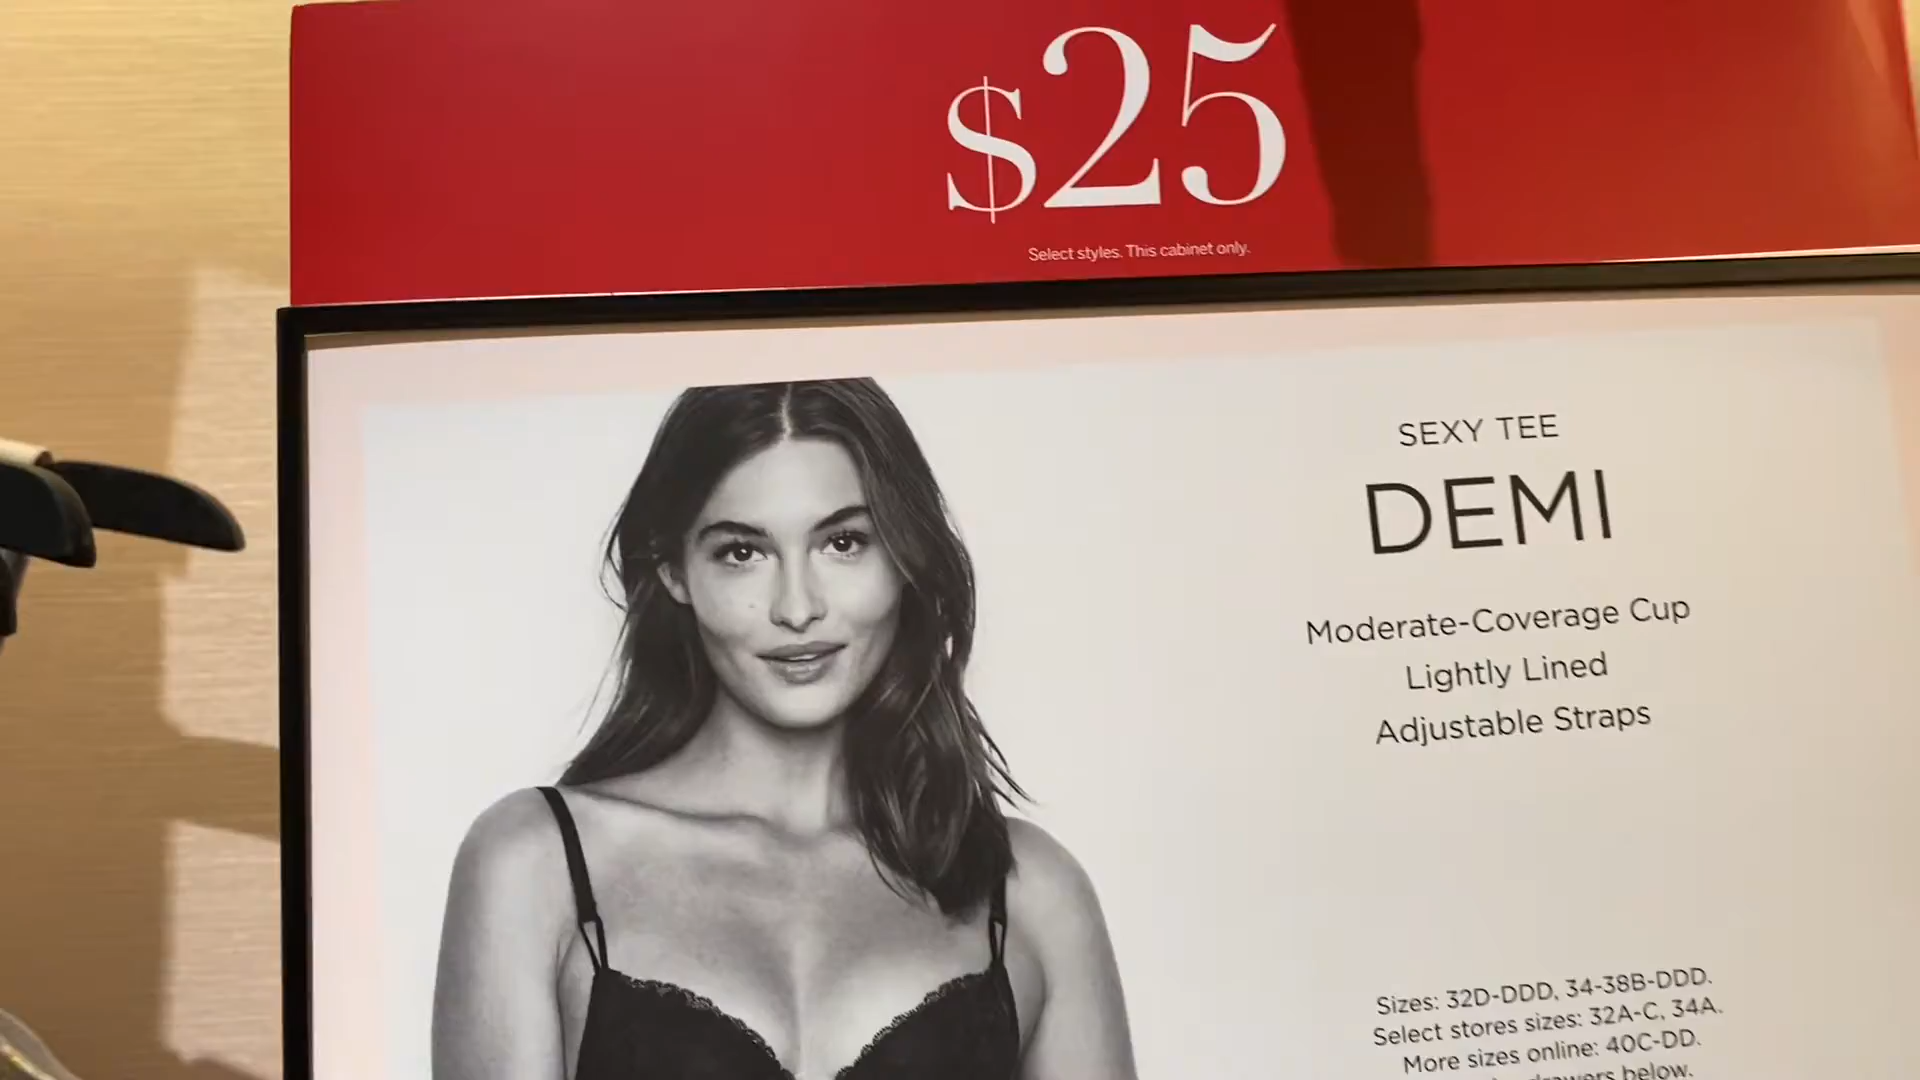 $25
Select styles. This cabinet only.
SEXY TEE
DEMI
Moderate-Coverage Cup
Lightly Lined
Adjustable Straps
Sizes: 32D-DDD, 34-38B-DDD.
Select stores sizes: 32A-C, 34A.
More sizes online: 40C-DD.
drawers below.